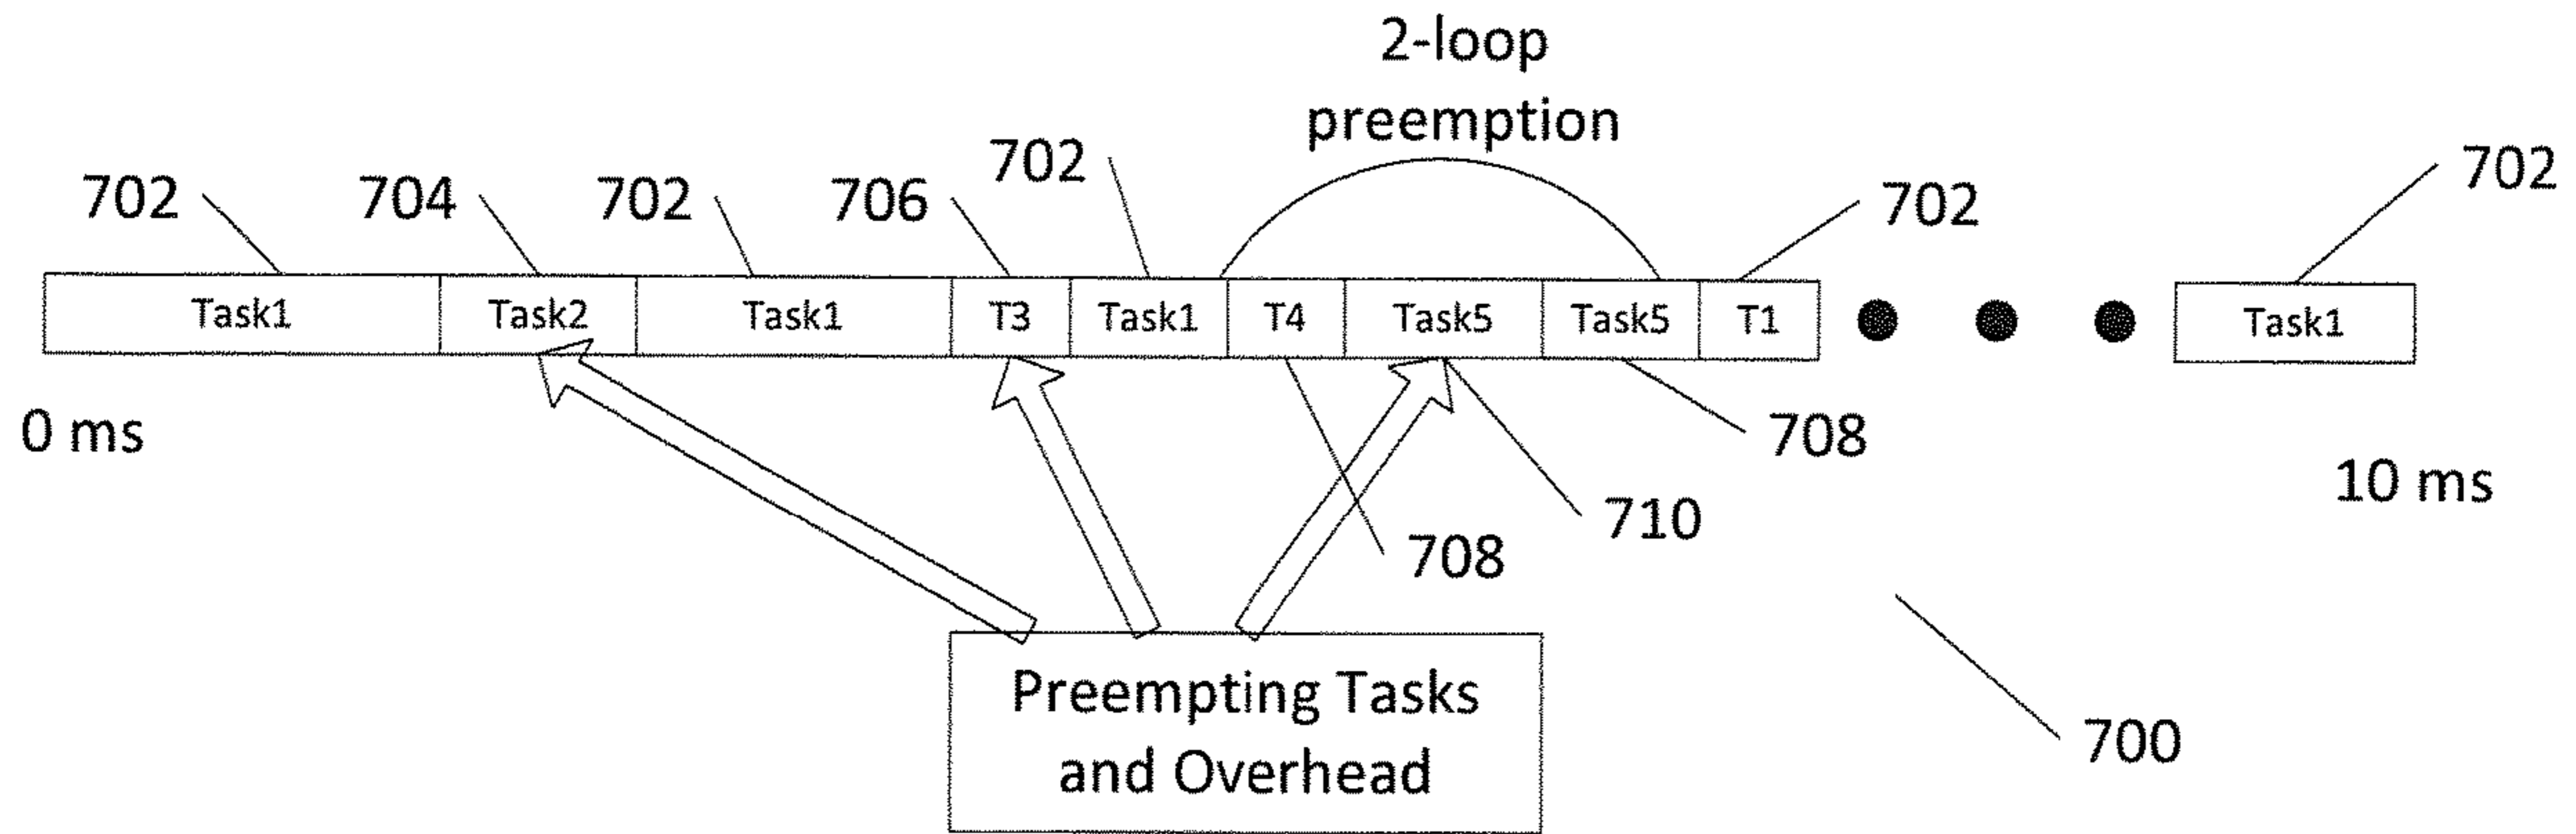 2-loop
preemption
702
704
702
706
702
702
702
Task1
Task2
Task1
T3
Task1
T4
Task5
Task5
T1
Task1
0 ms
708
10 ms
710
708
Preempting Tasks
and Overhead
700